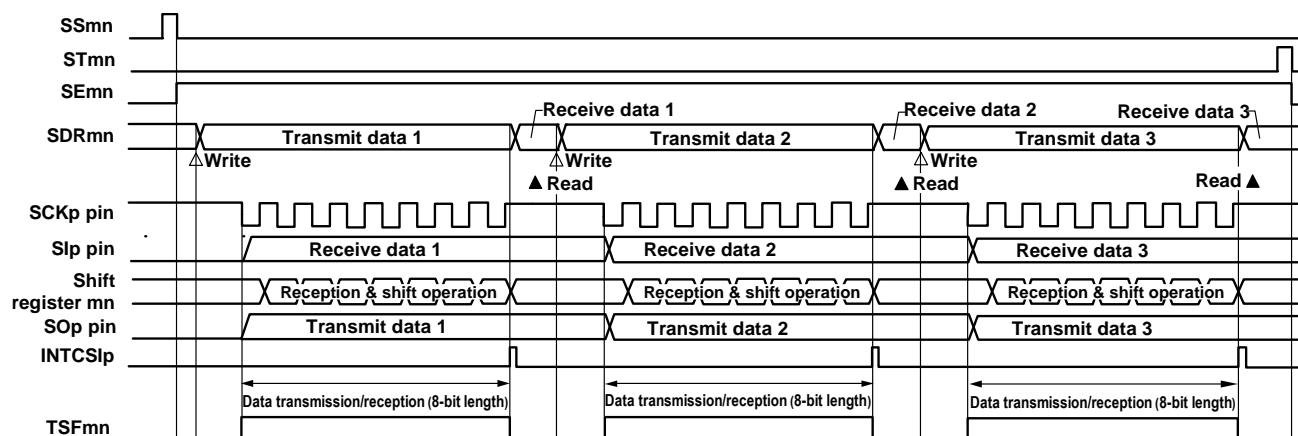 SSmn
STmn
SEmn
Receive data 1
Receive data 2
Receive data 3
SDRmn
Transmit data 1
Transmit data 2
Transmit data 3
Write
Write
Write
▲ Read
▲ Read
Read ▲
SCKp pin
SIp pin
Receive data 1
Receive data 2
Receive data 3
Shift
register mn
Reception & shift operation
Reception & shift operation
Reception & shift operation
SOp pin
Transmit data 1
Transmit data 2
Transmit data 3
INTCSIp
Data transmission/reception (8-bit length)
Data transmission/reception (8-bit length)
Data transmission/reception (8-bit length)
TSFmn